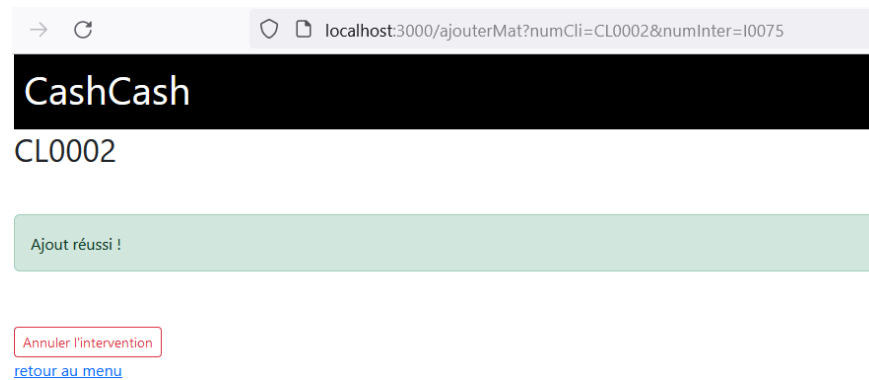 localhost:3000/ajouterMat?numCli=CL0002&numInter=I0075
CashCash
CL0002
Ajout réussi !
Annuler l'intervention
retour au menu